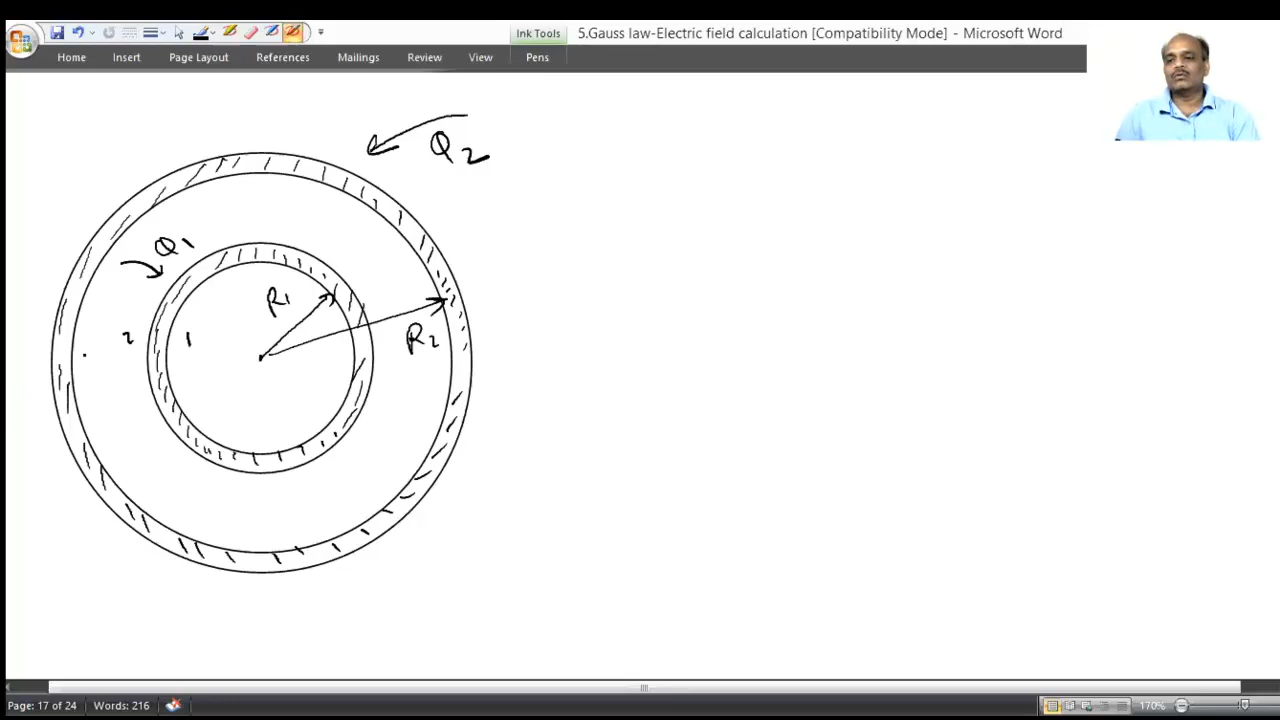 Ink Tools
5.Gauss law-Electric field calculation [Compatibility Mode] - Microsoft Word
Home Insert Page Layout References Mailings Review View Pens
Q2
Q1
R1
2 1
R2
Page: 17 of 24 Words: 216 170%